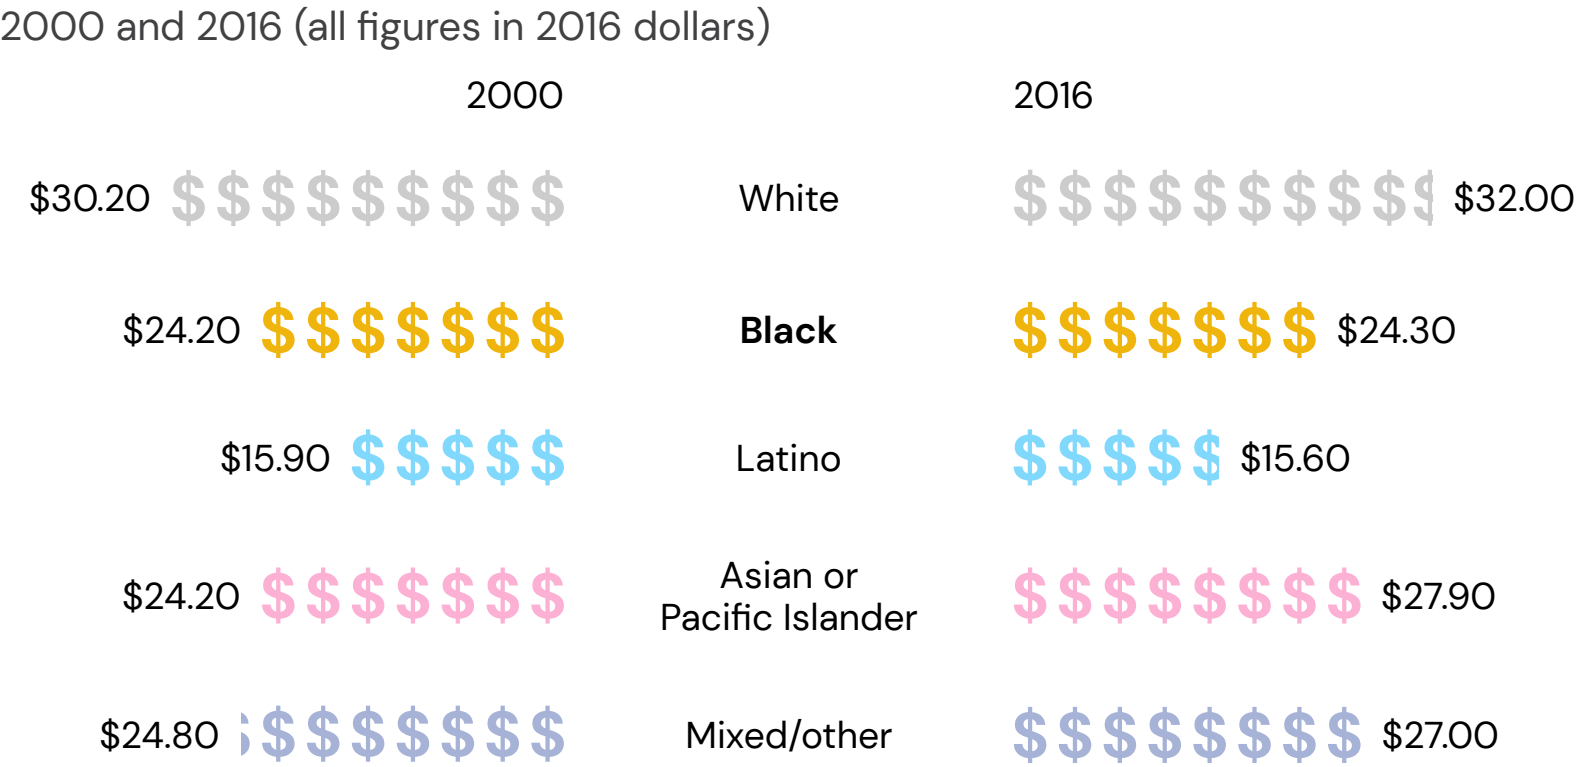 2000 and 2016 (all figures in 2016 dollars)
2000 2016
$30.20 $ $ $ $ $ $ $ $ $ White $ $ $ $ $ $ $ $ $ $ $32.00
$24.20 $ $ $ $ $ $ $ Black $ $ $ $ $ $ $ $24.30
$15.90 $ $ $ $ $ Latino $ $ $ $ $ $15.60
Asian or
$24.20 $ $ $ $ $ $ $ $ $ $ $ $ $ $ $ $27.90
Pacific Islander
$24.80 $ $ $ $ $ $ $ $ Mixed/other $ $ $ $ $ $ $ $ $27.00